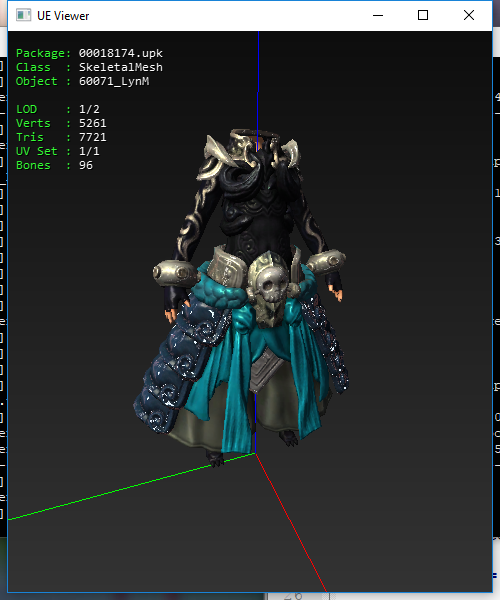 UE Viewer
Package: 00018174.upk
Class : SkeletalMesh
Object : 60071_LynM
LOD : 1/2
Verts : 5261
Tris : 7721
UV Set : 1/1
Bones : 96
26